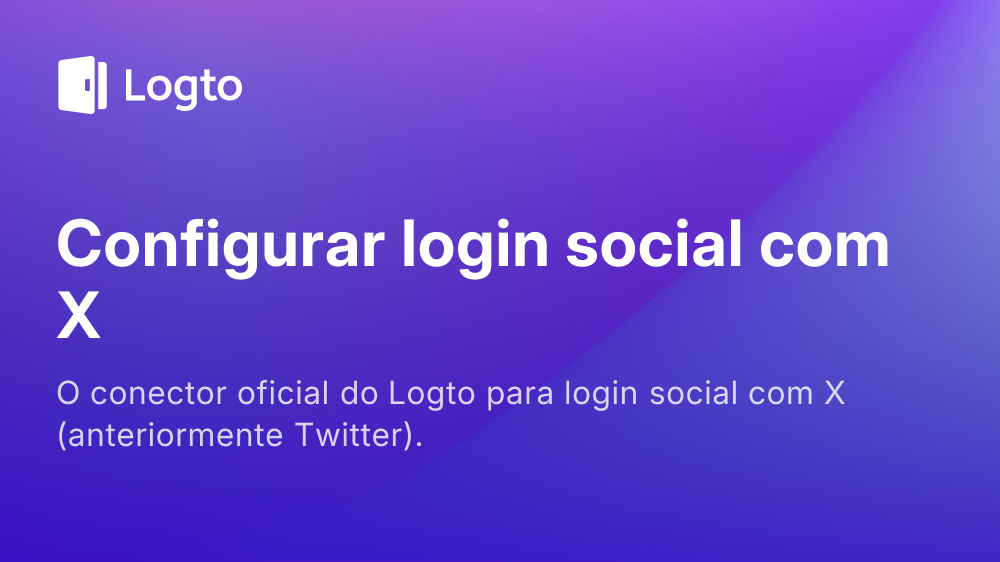 Logto
Configurar login social com
X
O conector oficial do Logto para login social com X
(anteriormente Twitter).